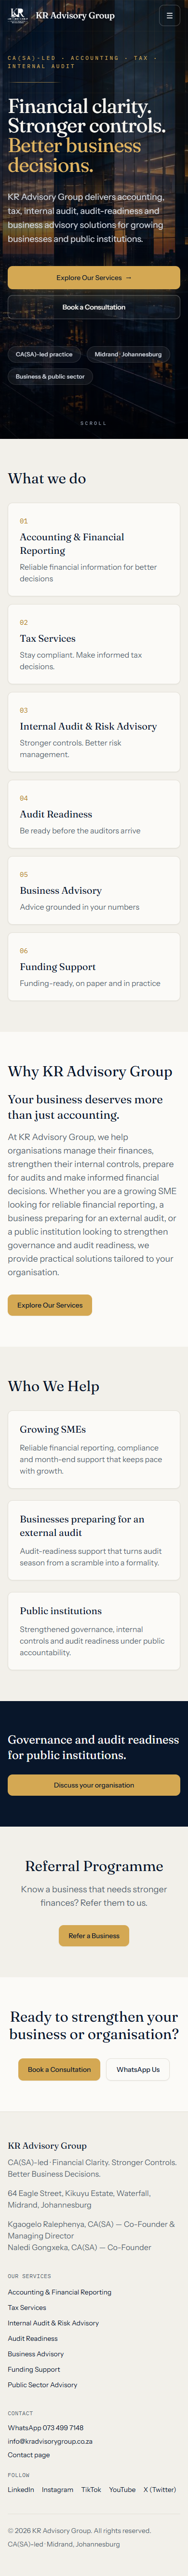 KR
KR Advisory Group
CA(SA)-LED · ACCOUNTING · TAX ·
INTERNAL AUDIT
Financial clarity.
Stronger controls.
Better business
decisions.
KR Advisory Group delivers accounting,
tax, internal audit, audit-readiness and
business advisory solutions for growing
businesses and public institutions.
Explore Our Services →
Book a Consultation
CA(SA)-led practice
Midrand · Johannesburg
Business & public sector
SCROLL
What we do
01
Accounting & Financial
Reporting
Reliable financial information for better
decisions
02
Tax Services
Stay compliant. Make informed tax
decisions.
03
Internal Audit & Risk Advisory
Stronger controls. Better risk
management.
04
Audit Readiness
Be ready before the auditors arrive
05
Business Advisory
Advice grounded in your numbers
06
Funding Support
Funding-ready, on paper and in practice
Why KR Advisory Group
Your business deserves more
than just accounting.
At KR Advisory Group, we help
organisations manage their finances,
strengthen their internal controls, prepare
for audits and make informed financial
decisions. Whether you are a growing SME
looking for reliable financial reporting, a
business preparing for an external audit, or
a public institution looking to strengthen
governance and audit readiness, we
provide practical solutions tailored to your
organisation.
Explore Our Services
Who We Help
Growing SMEs
Reliable financial reporting, compliance
and month-end support that keeps pace
with growth.
Businesses preparing for an
external audit
Audit-readiness support that turns audit
season from a scramble into a formality.
Public institutions
Strengthened governance, internal
controls and audit readiness under public
accountability.
Governance and audit readiness
for public institutions.
Discuss your organisation
Referral Programme
Know a business that needs stronger
finances? Refer them to us.
Refer a Business
Ready to strengthen your
business or organisation?
Book a Consultation
WhatsApp Us
KR Advisory Group
CA(SA)-led · Financial Clarity. Stronger Controls.
Better Business Decisions.
64 Eagle Street, Kikuyu Estate, Waterfall,
Midrand, Johannesburg
Kgaogelo Ralephenya, CA(SA) — Co-Founder &
Managing Director
Naledi Gongxeka, CA(SA) — Co-Founder
OUR SERVICES
Accounting & Financial Reporting
Tax Services
Internal Audit & Risk Advisory
Audit Readiness
Business Advisory
Funding Support
Public Sector Advisory
CONTACT
WhatsApp 073 499 7148
info@kradvisorygroup.co.za
Contact page
FOLLOW
LinkedIn Instagram TikTok YouTube X (Twitter)
© 2026 KR Advisory Group. All rights reserved.
CA(SA)-led · Midrand, Johannesburg